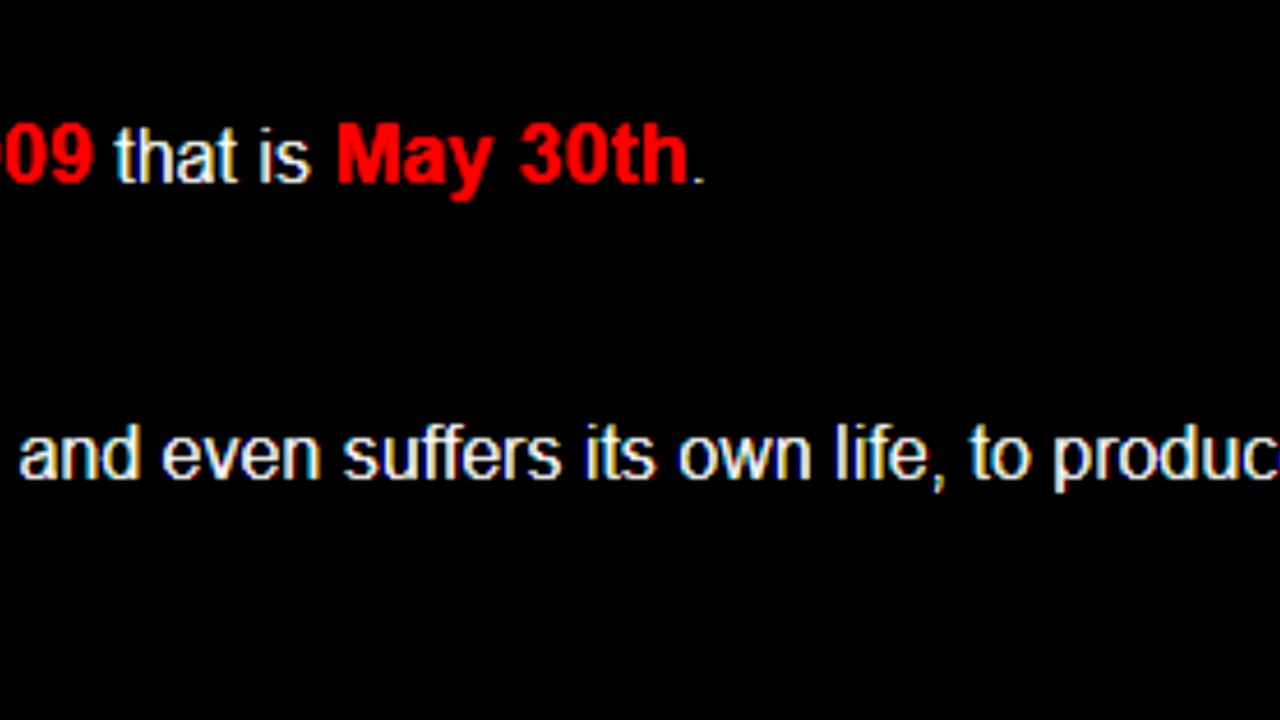 09 that is May 30th.
and even suffers its own life, to produc